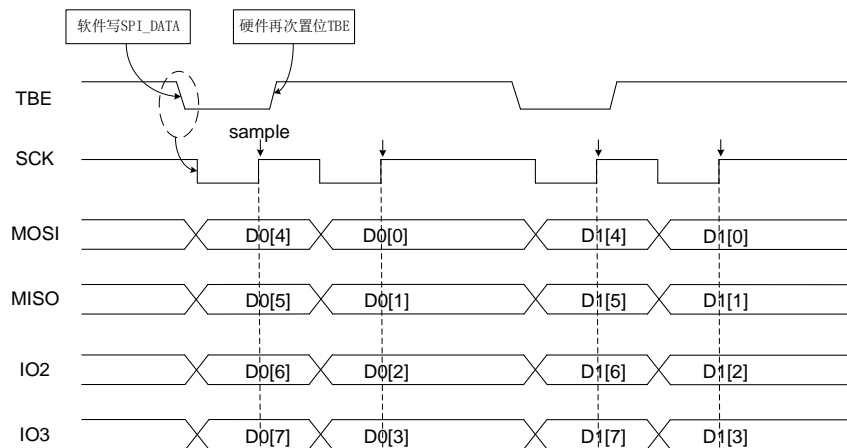 软件写SPI_DATA 硬件再次置位TBE
TBE
sample
SCK
MOSI D0[4] D0[0] D1[4] D1[0]
MISO D0[5] D0[1] D1[5] D1[1]
IO2 D0[6] D0[2] D1[6] D1[2]
IO3 D0[7] D0[3] D1[7] D1[3]